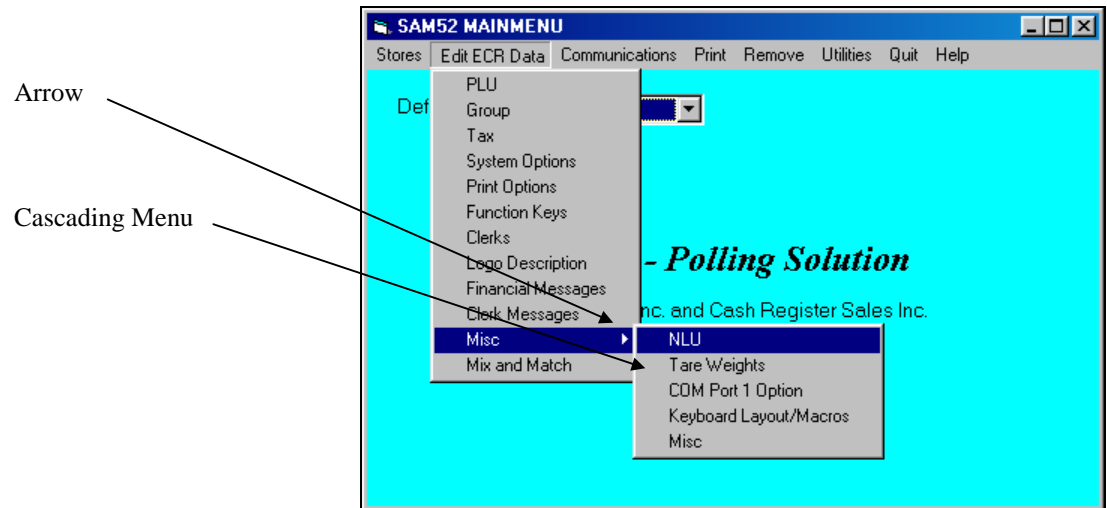 SAM52 MAINMENU
Stores Edit ECR Data Communications Print Remove Utilities Quit Help
Arrow
Cascading Menu
Def
PLU
Group
Tax
System Options
Print Options
Function Keys
Clerks
Logo Description
Financial Messages
Clerk Messages
Misc
Mix and Match
- Polling Solution
nc. and Cash Register Sales Inc.
NLU
Tare Weights
COM Port 1 Option
Keyboard Layout/Macros
Misc